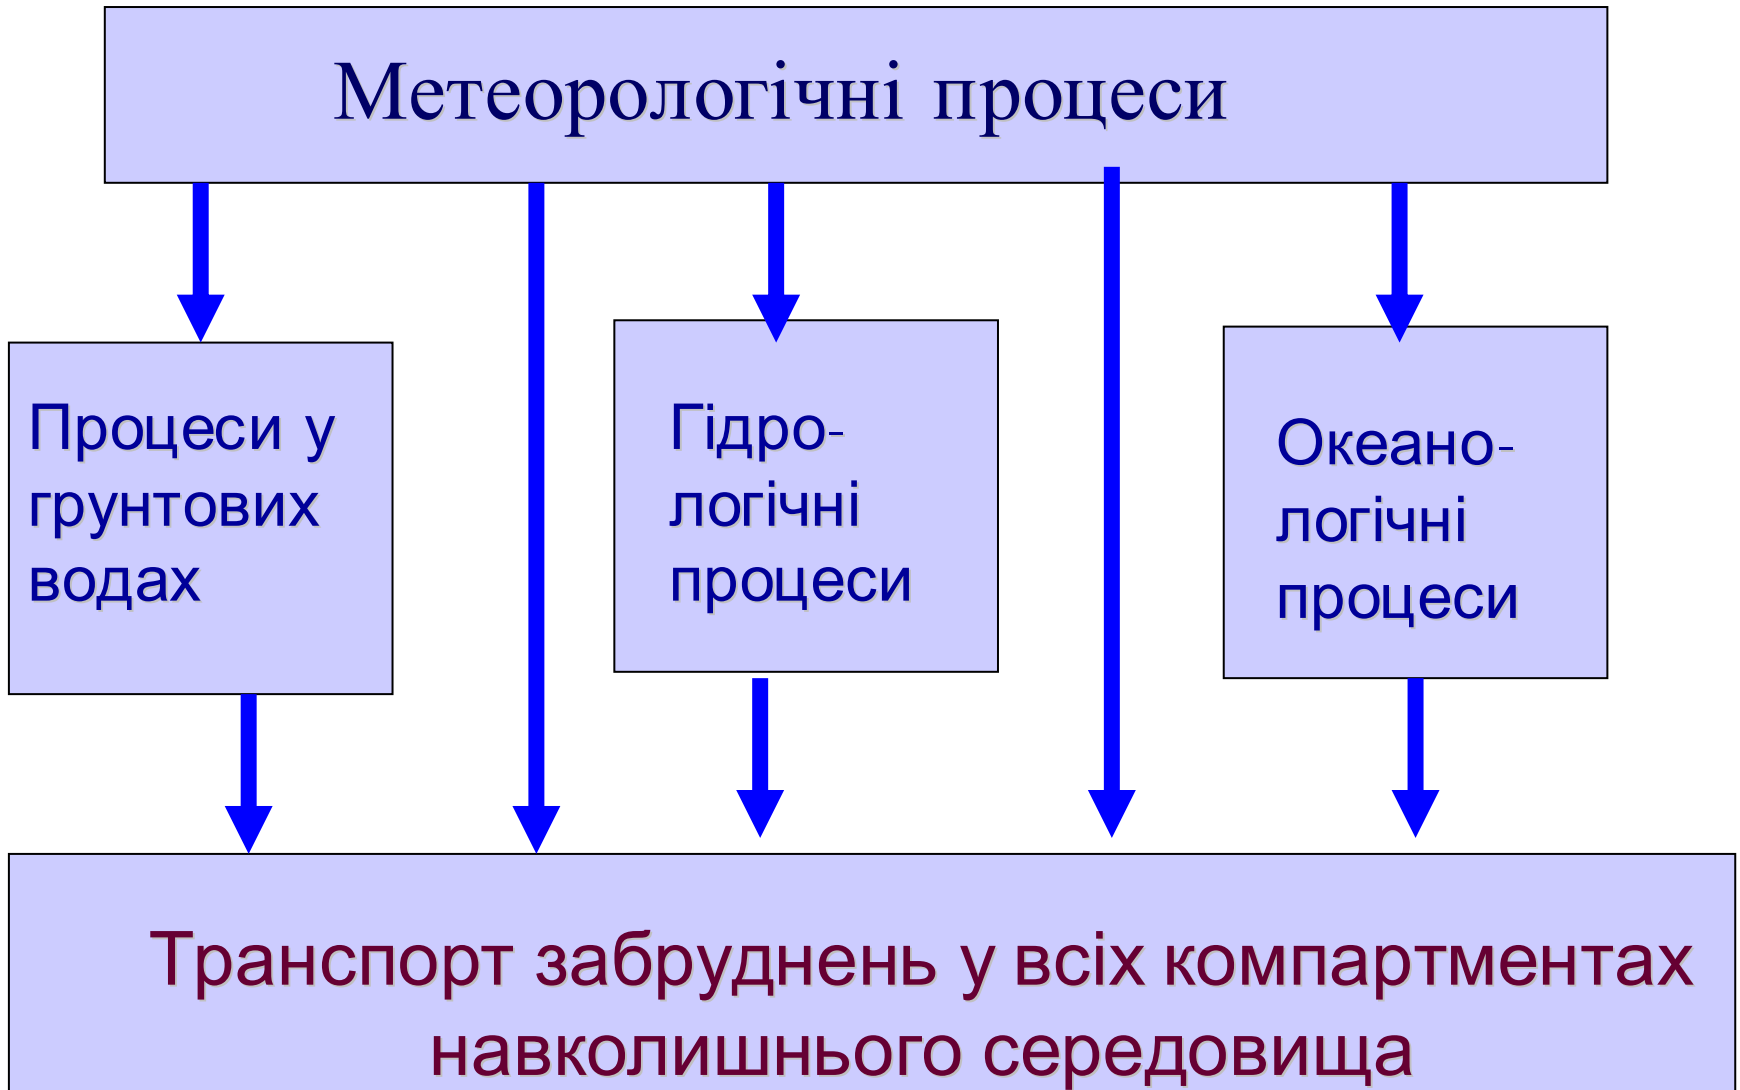 Метеорологічні процеси
Процеси у
грунтових
водах
Гідро-
логічні
процеси
Океано-
логічні
процеси
Транспорт забруднень у всіх компартментах
навколишнього середовища